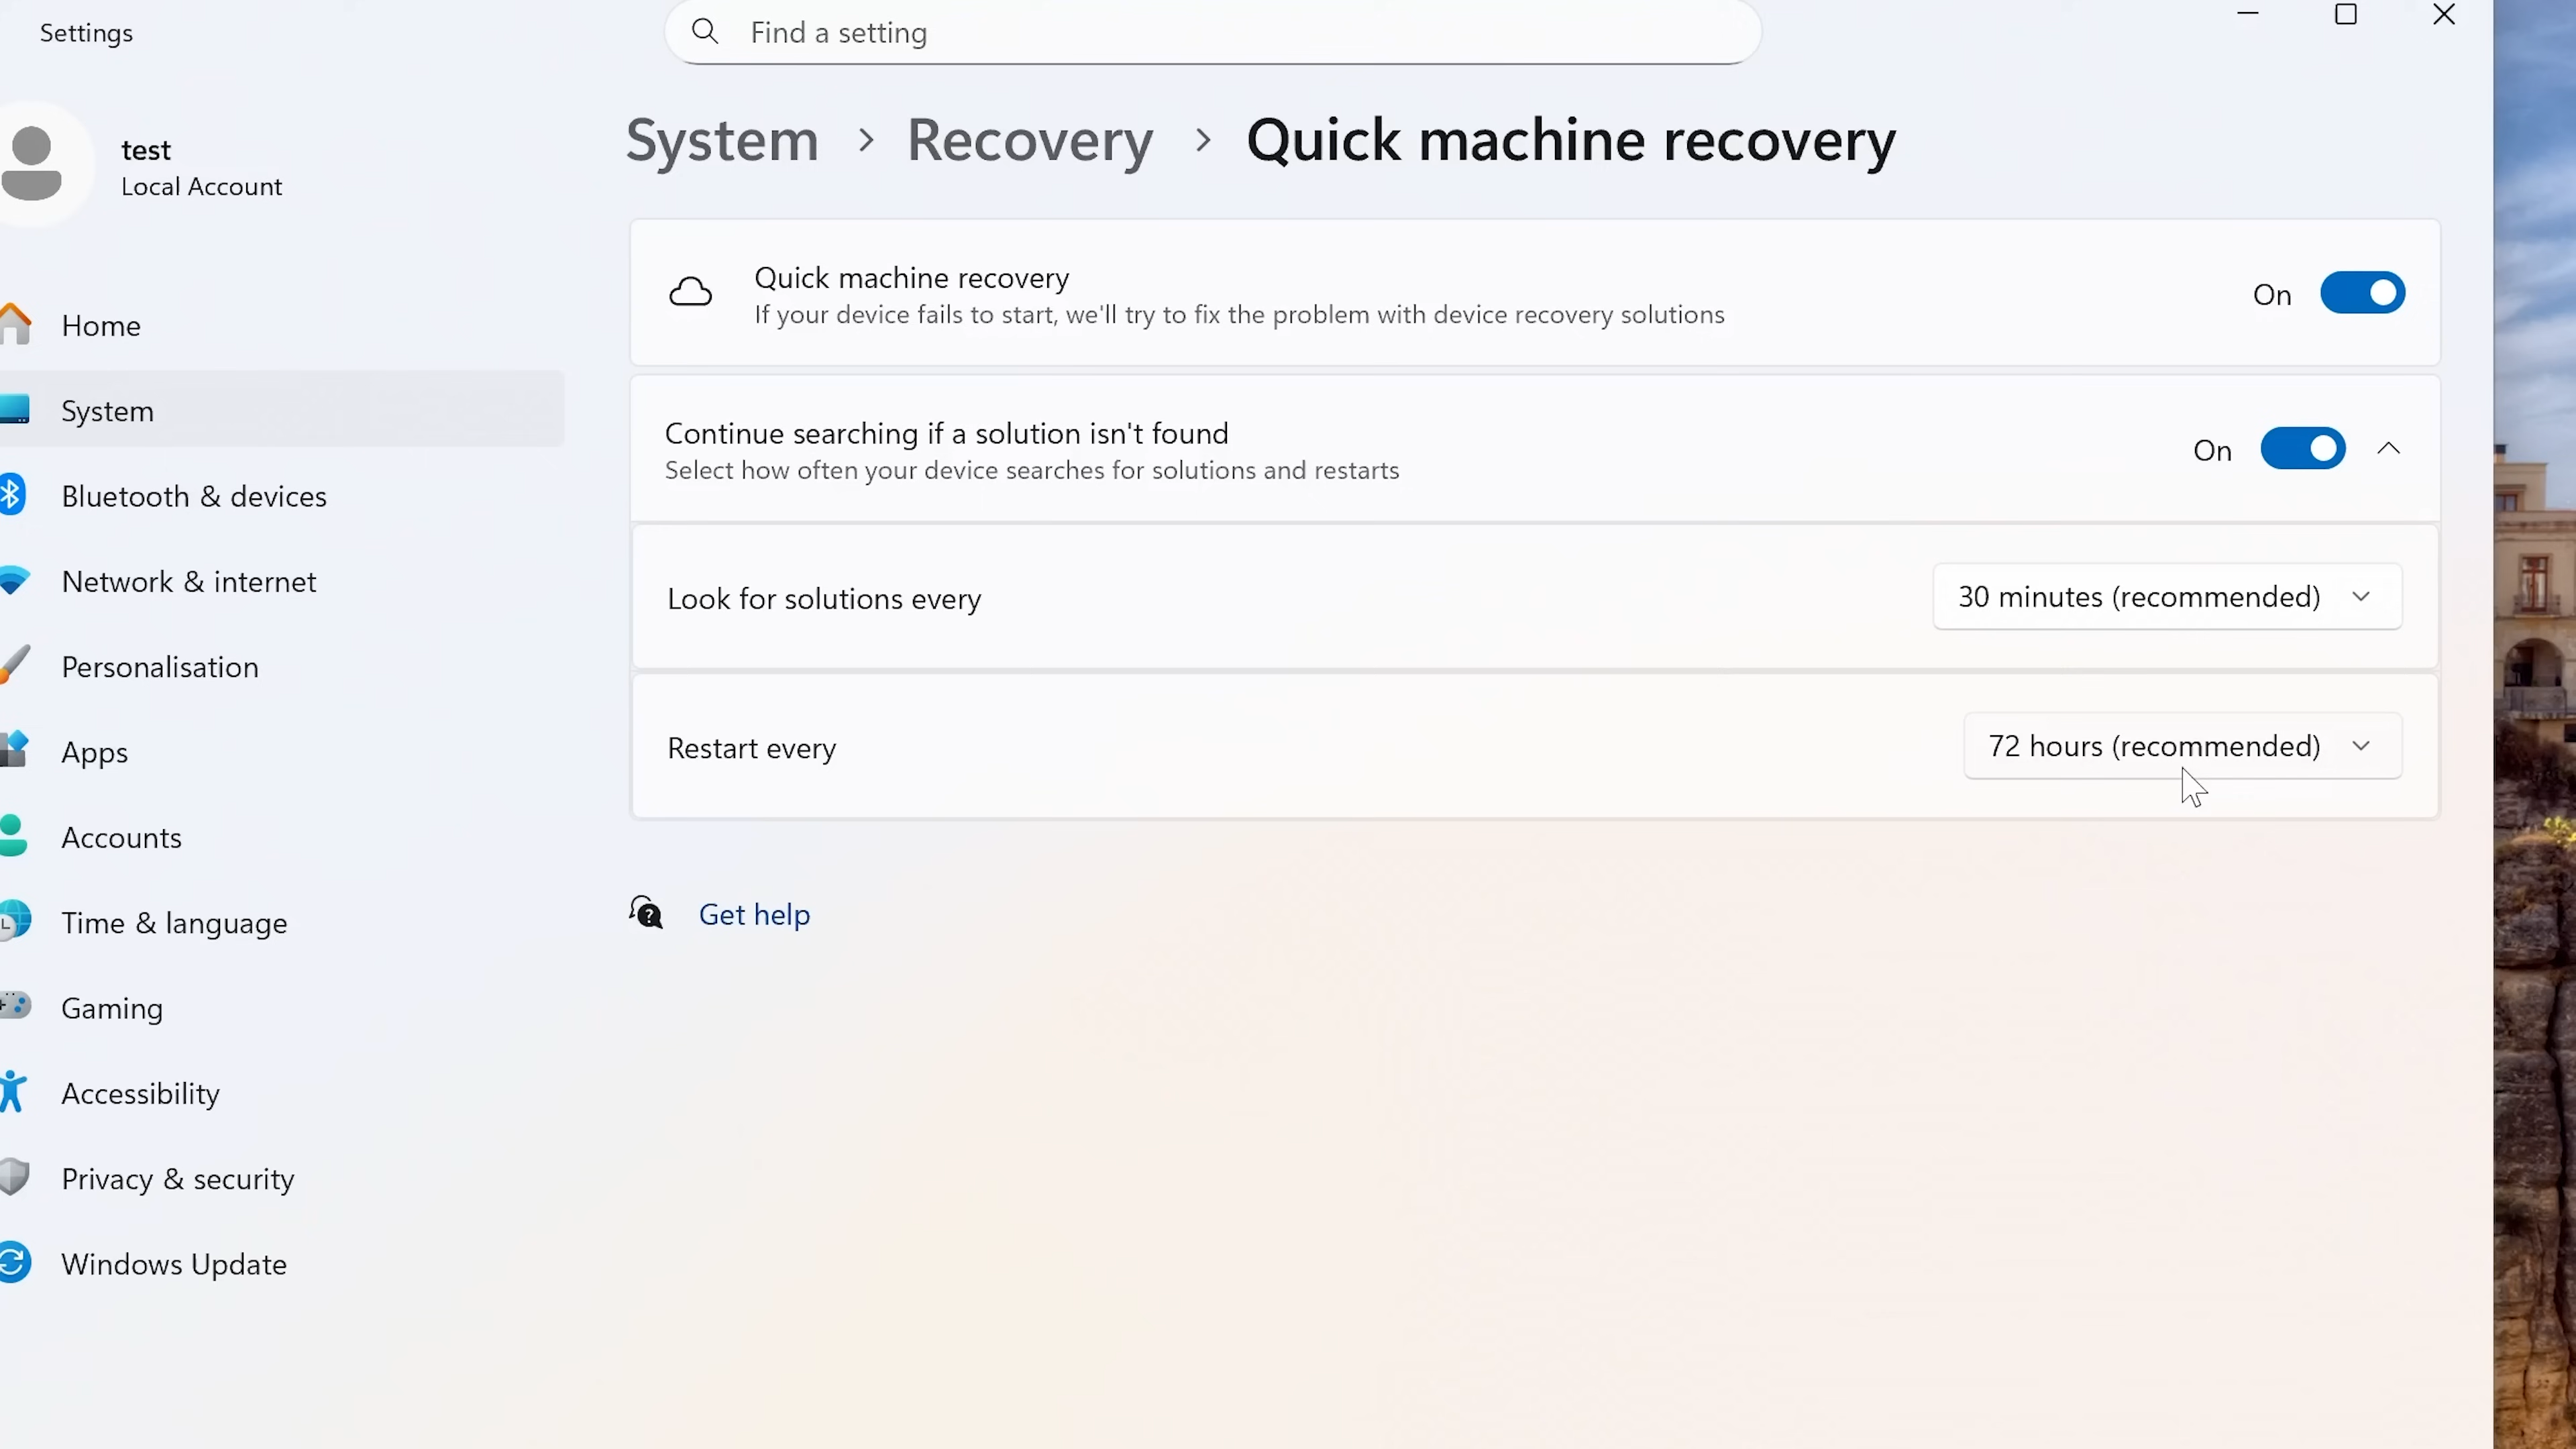 Settings
Find a setting
test
Local Account
Home
System
Bluetooth & devices
Network & internet
Personalisation
Apps
Accounts
Time & language
Gaming
Accessibility
Privacy & security
Windows Update
System > Recovery > Quick machine recovery
Quick machine recovery
On
If your device fails to start, we'll try to fix the problem with device recovery solutions
Continue searching if a solution isn't found
On
Select how often your device searches for solutions and restarts
Look for solutions every
30 minutes (recommended)
Restart every
72 hours (recommended)
Get help